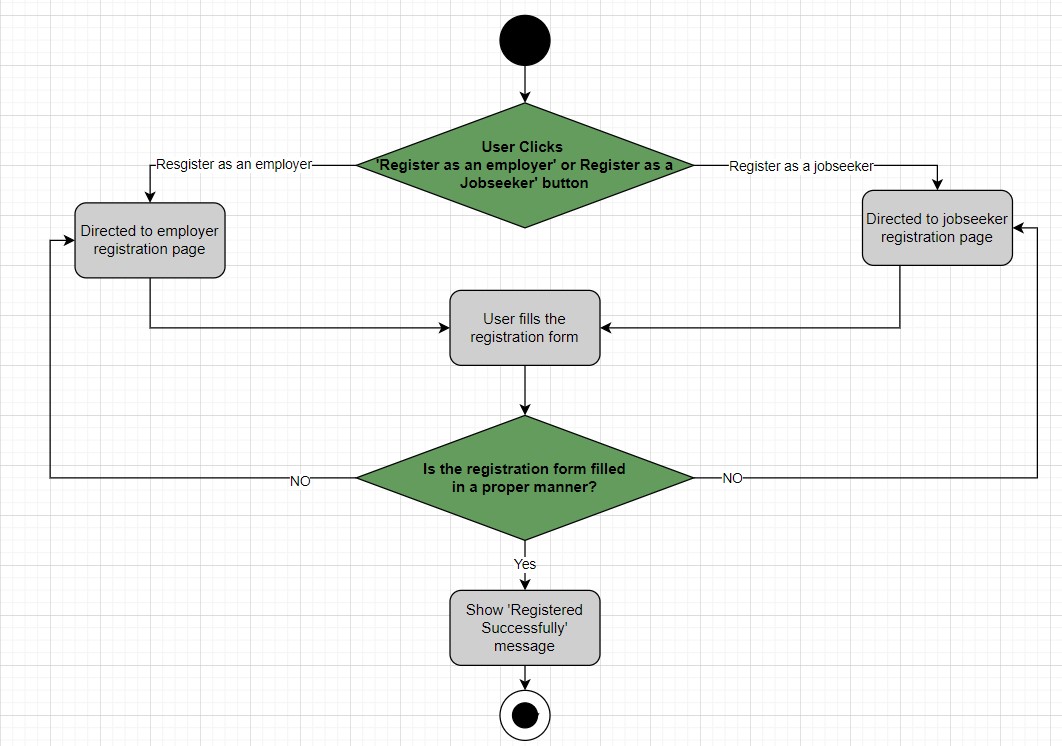 User Clicks
'Register as an employer' or Register as a
Jobseeker' button
Resgister as an employer
Register as a jobseeker
Directed to employer
registration page
Directed to jobseeker
registration page
User fills the
registration form
Is the registration form filled
in a proper manner?
NO
NO
Yes
Show 'Registered
Successfully'
message